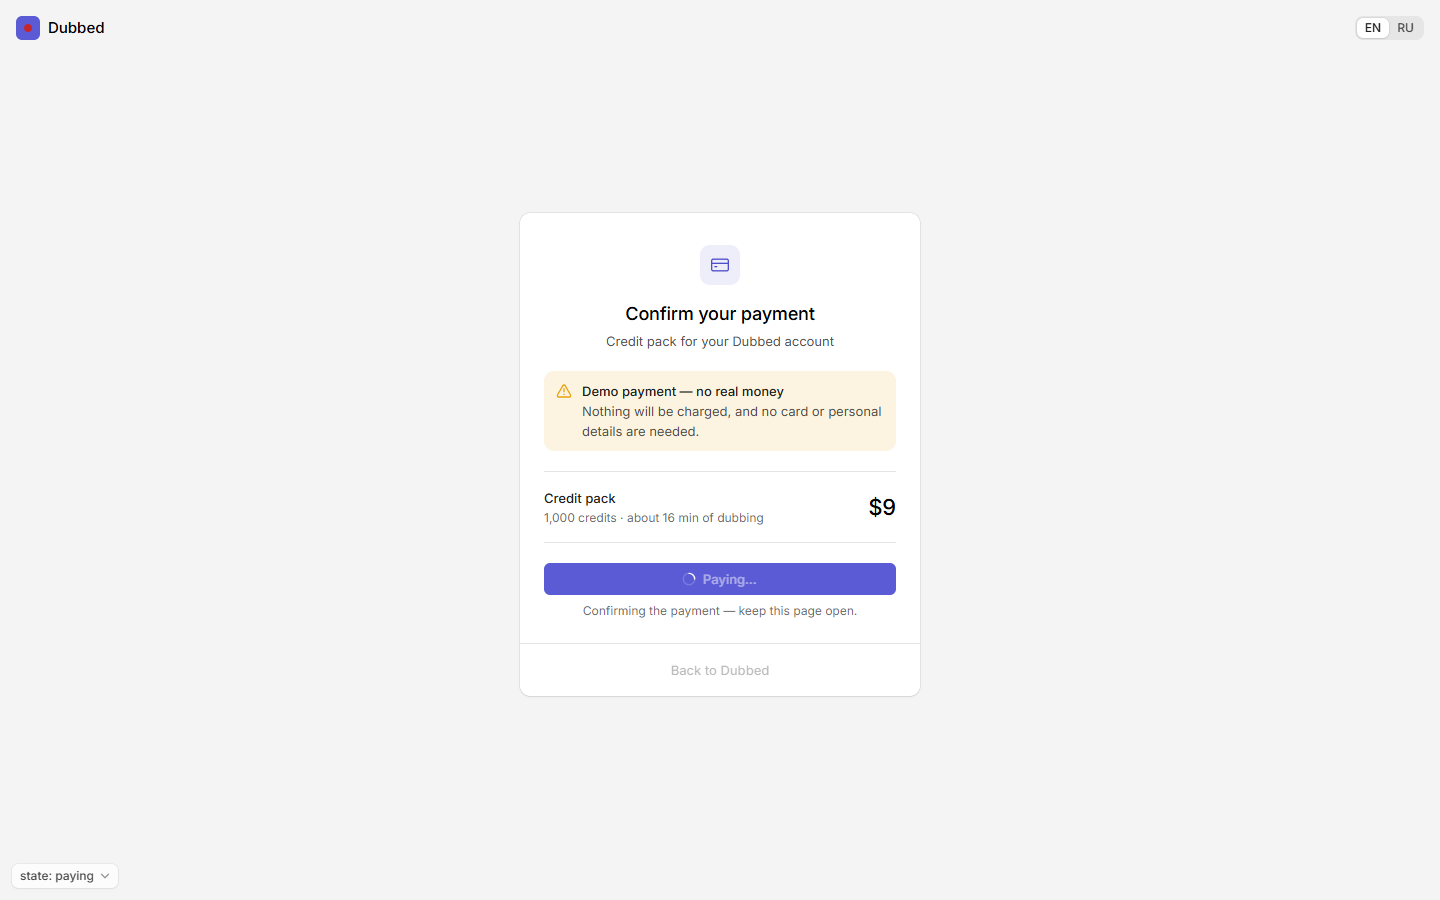 Dubbed
EN RU
Confirm your payment
Credit pack for your Dubbed account
Demo payment — no real money
Nothing will be charged, and no card or personal
details are needed.
Credit pack
1,000 credits · about 16 min of dubbing
$9
Paying...
Confirming the payment — keep this page open.
Back to Dubbed
state: paying